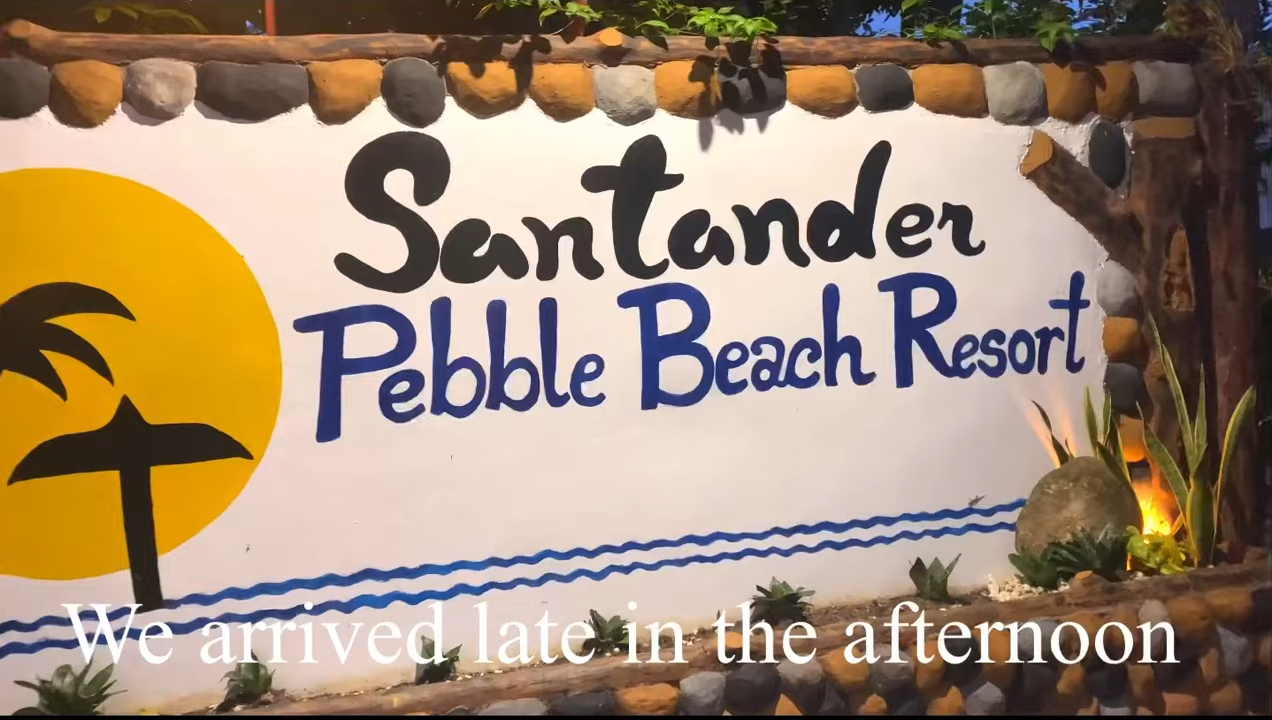 Santander
Pebble Beach Resort
We arrived late in the afternoon